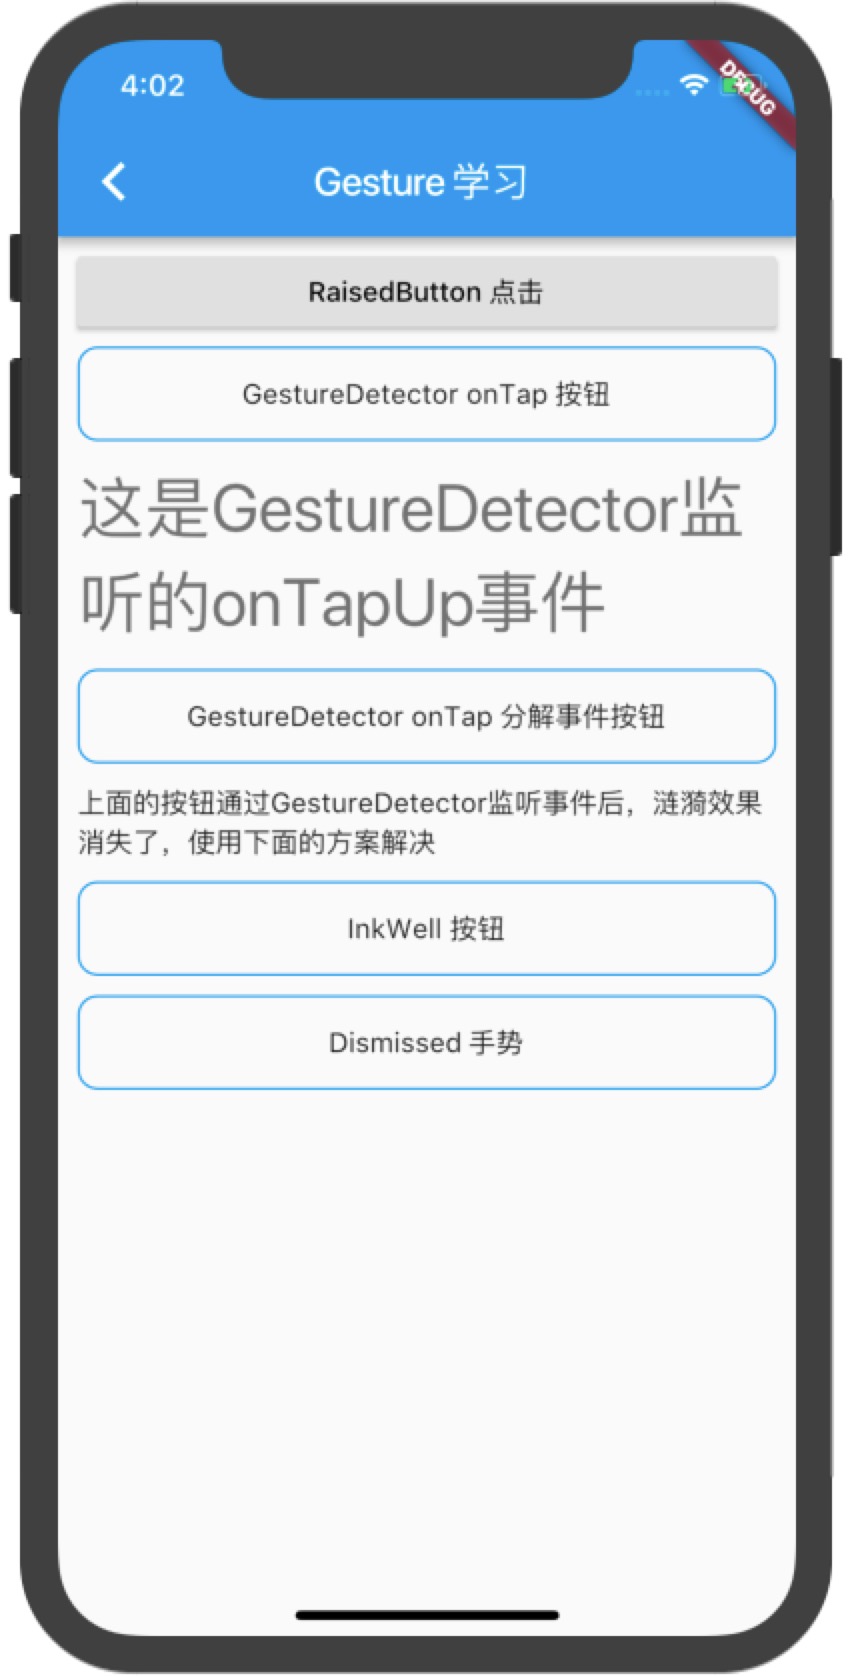 4:02
DEBUG
Gesture 学习
RaisedButton 点击
GestureDetector onTap 按钮
这是GestureDetector监
听的onTapUp事件
GestureDetector onTap 分解事件按钮
上面的按钮通过GestureDetector监听事件后，涟漪效果
消失了，使用下面的方案解决
InkWell 按钮
Dismissed 手势